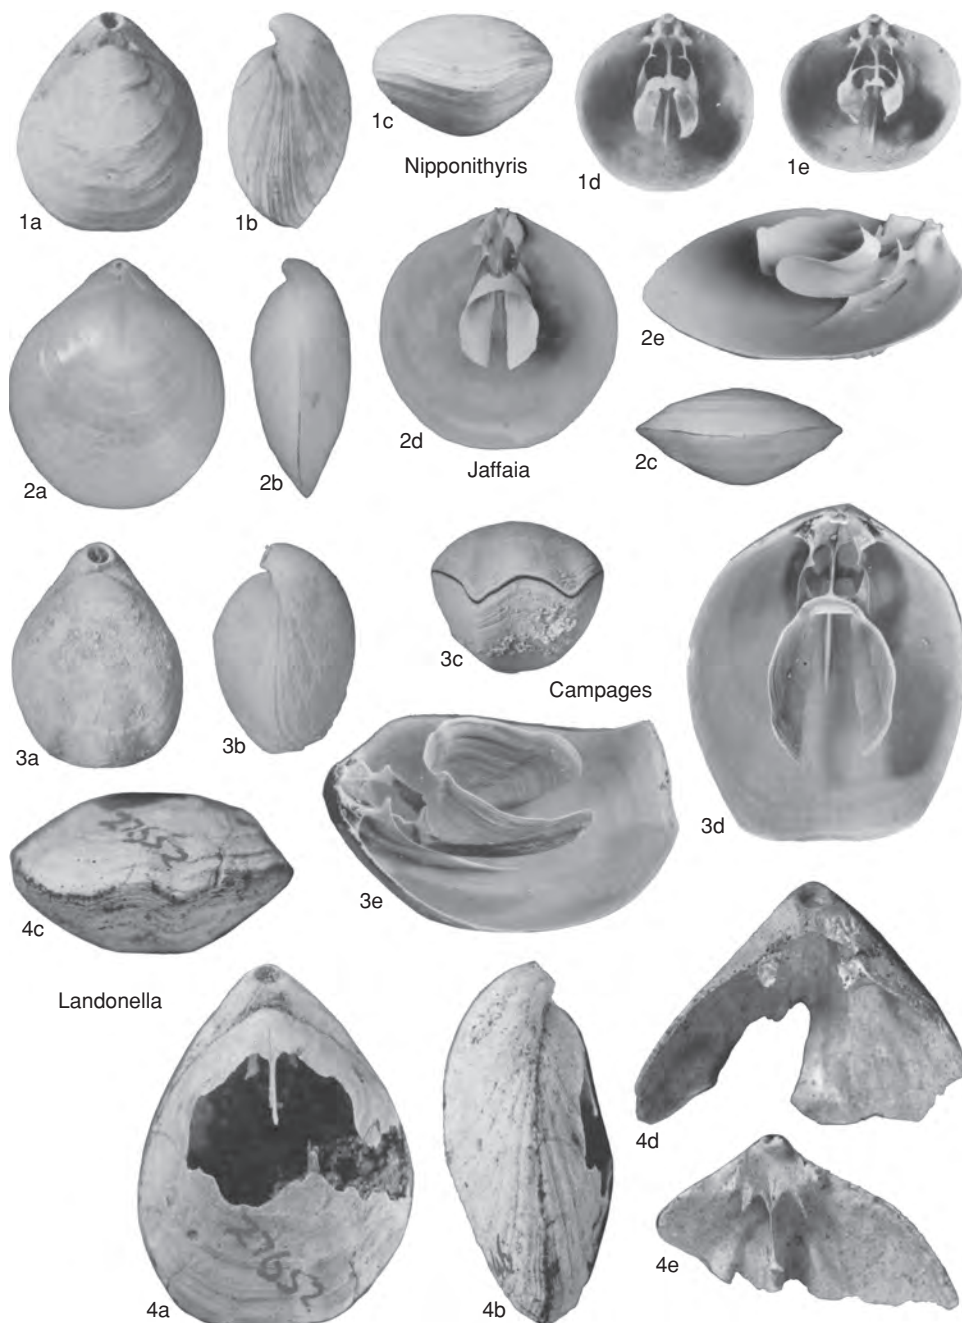 1a
1b
1c
Nipponithyris
1d
1e
2a
2b
2d
Jaffaia
2e
2c
3a
3b
3c
Campages
3d
3e
4c
Landonella
4a
4b
4d
4e